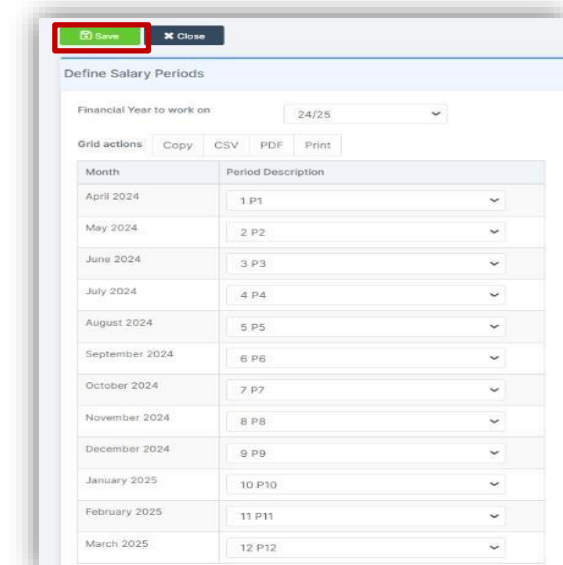 Save Close
Define Salary Periods
Financial Year to work on 24/25
Grid actions Copy CSV PDF Print
Month Period Description
April 2024 1 P1
May 2024 2 P2
June 2024 3 P3
July 2024 4 P4
August 2024 5 P5
September 2024 6 P6
October 2024 7 P7
November 2024 8 P8
December 2024 9 P9
January 2025 10 P10
February 2025 11 P11
March 2025 12 P12